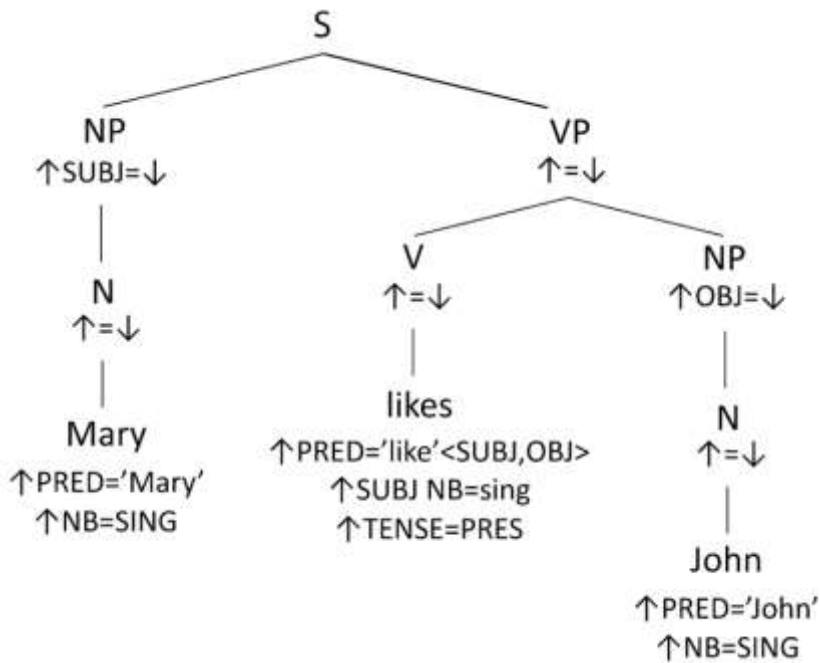 S
NP VP
↑SUBJ=↓ ↑=↓
V NP
N ↑=↓ ↑OBJ=↓
↑=↓
likes N
Mary ↑PRED='like'<SUBJ,OBJ> ↑=↓
↑PRED=’Mary’ ↑SUBJ NB=sing
↑NB=SING ↑TENSE=PRES
John
↑PRED=’John’
↑NB=SING